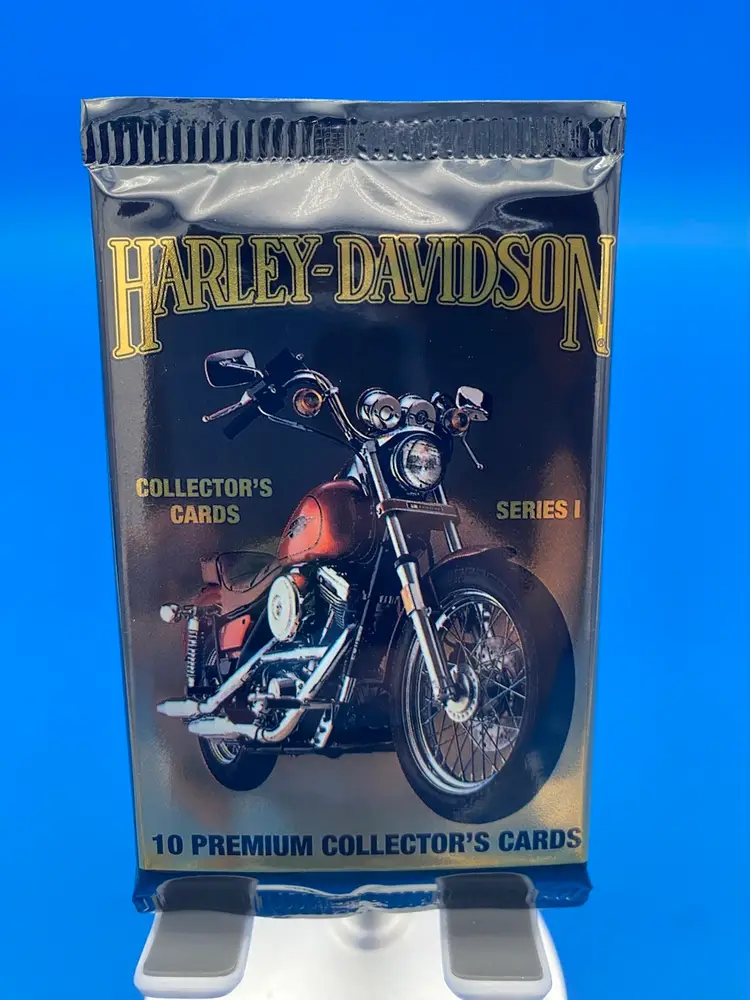 HARLEY-DAVIDSON®
COLLECTOR'S
CARDS
SERIES I
10 PREMIUM COLLECTOR'S CARDS